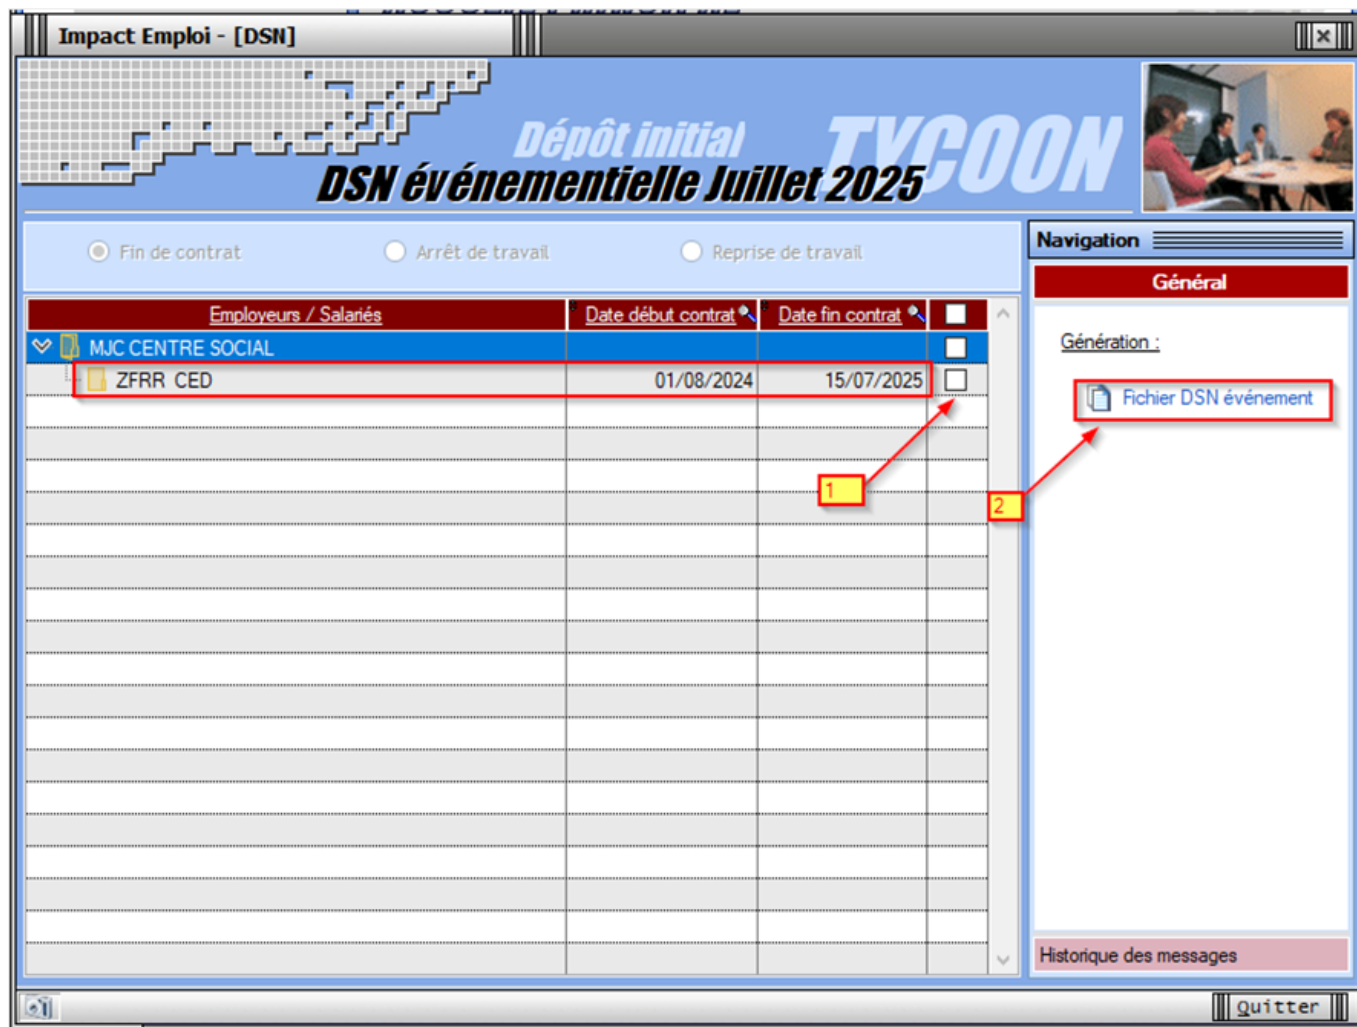 Impact Emploi - [DSN]
Dépôt initial
TYCOON
DSN événementielle Juillet 2025
Fin de contrat
Arrêt de travail
Reprise de travail
Navigation
Général
Employeurs / Salariés
Date début contrat
Date fin contrat
Génération :
MJC CENTRE SOCIAL
ZFRR CED
01/08/2024
15/07/2025
Fichier DSN événement
1
2
Historique des messages
Quitter